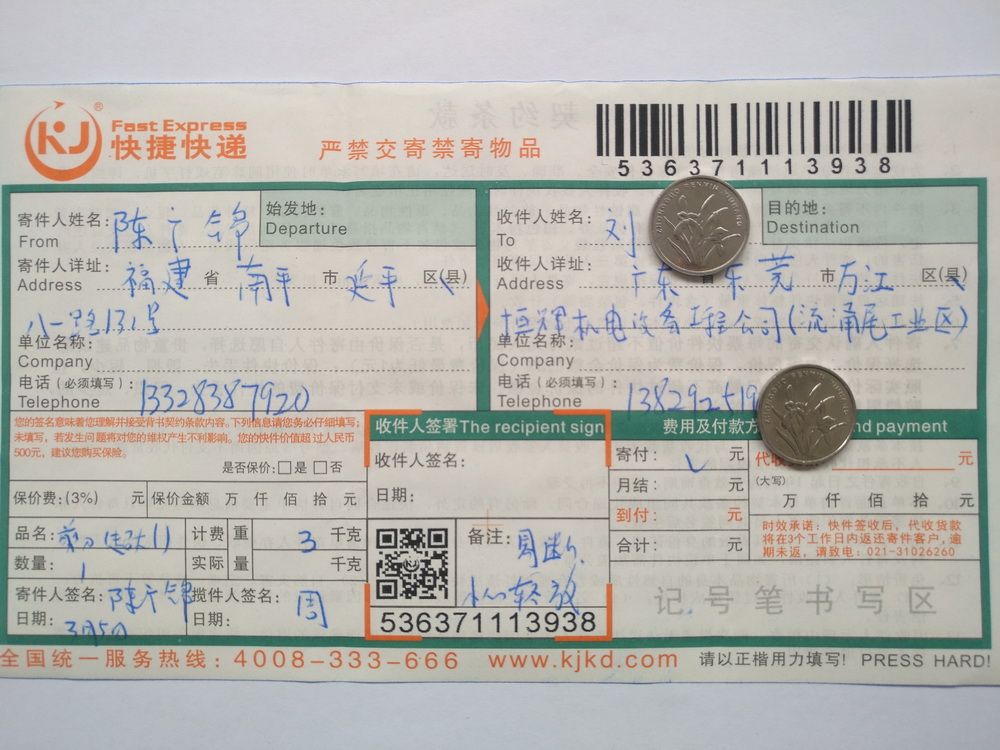 KJ® Fast Express
快捷快递
严禁交寄禁寄物品
536371113938
寄件人姓名: 陈广锦
From
始发地:
Departure
寄件人详址: 福建 省 南平 市 延平 区(县)
Address
八一路131号
单位名称:
Company
电话(必须填写): 13328387920
Telephone
收件人姓名: 刘
To
目的地:
Destination
收件人详址: 广东 东莞 市 万江 区(县)
Address
恒辉机电设备工程公司(流涌尾工业区)
单位名称:
Company
电话(必须填写): 138292519
Telephone
您的签名意味着您理解并接受背书契约条款内容。下列信息请您务必仔细填写;
未填写,若发生问题将对您的维权产生不利影响。您的快件价值超过人民币
500元,建议您购买保险。
是否保价:□是 □否
保价费:(3%) 元 保价金额 万 仟 佰 拾 元
品名: 计费 重 3 千克
数量: 1 实际 量 千克
寄件人签名: 陈广锦
日期: 3月5日
揽件人签名: 周
日期:
收件人签署The recipient sign
收件人签名:
日期:
备注: 周
小心轻放
536371113938
费用及付款方 nd payment
寄付: 元
月结: 元
到付: 元
合计: 元
代收 元
(大写) 万 仟 佰 拾 元
时效承诺:快件签收后,代收货款
将在3个工作日内返还寄件客户,逾
期未返,请致电:021-31026260
记号笔书写区
全国统一服务热线:4008-333-666 www.kjkd.com 请以正楷用力填写! PRESS HARD!